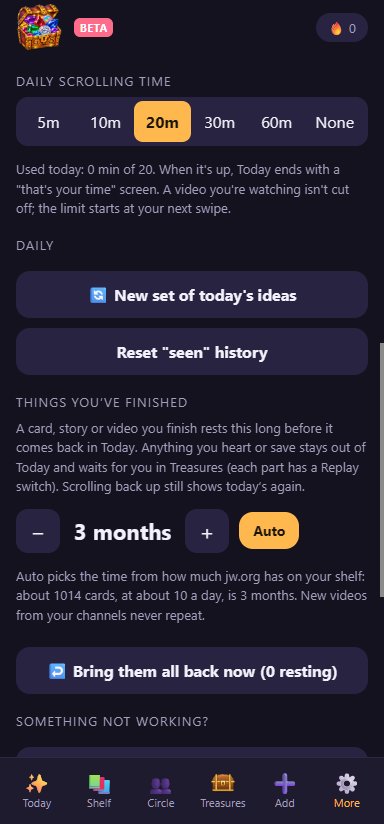 BETA
0
DAILY SCROLLING TIME
5m 10m 20m 30m 60m None
Used today: 0 min of 20. When it's up, Today ends with a
"that's your time" screen. A video you're watching isn't cut
off; the limit starts at your next swipe.
DAILY
New set of today's ideas
Reset "seen" history
THINGS YOU'VE FINISHED
A card, story or video you finish rests this long before it
comes back in Today. Anything you heart or save stays out of
Today and waits for you in Treasures (each part has a Replay
switch). Scrolling back up still shows today's again.
− 3 months + Auto
Auto picks the time from how much jw.org has on your shelf:
about 1014 cards, at about 10 a day, is 3 months. New videos
from your channels never repeat.
Bring them all back now (0 resting)
SOMETHING NOT WORKING?
Today Shelf Circle Treasures Add More